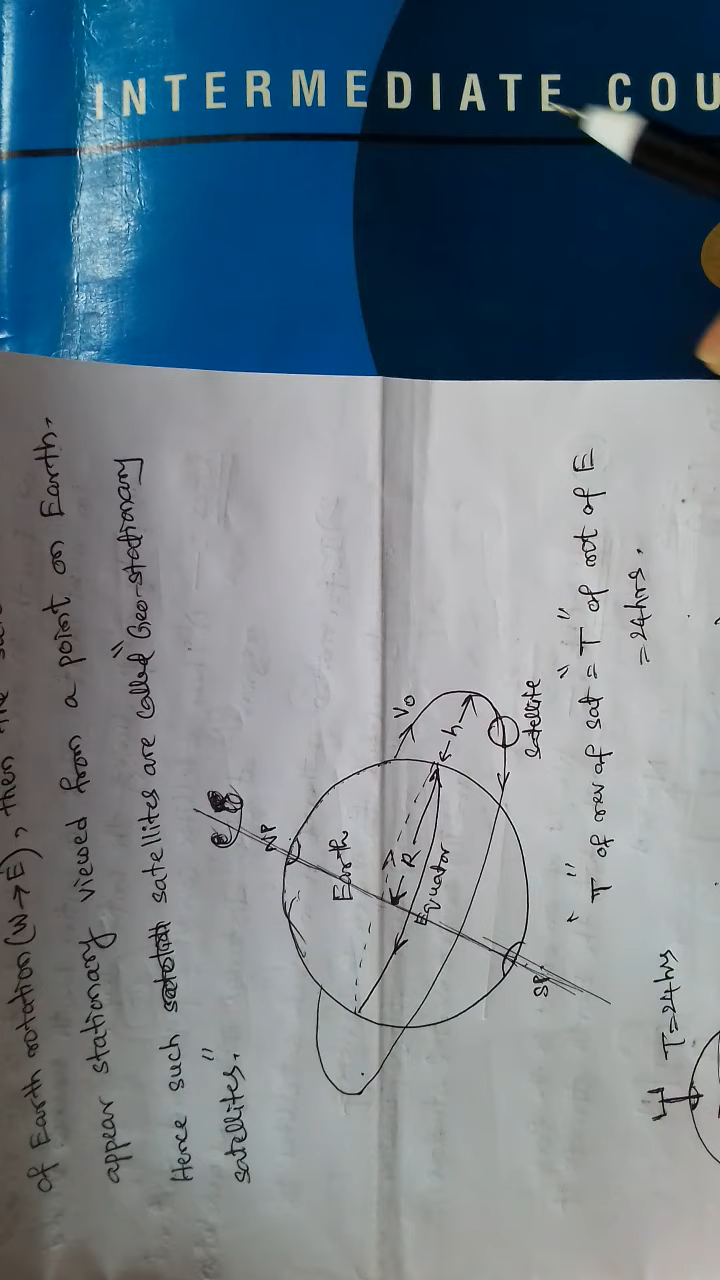 INTERMEDIATE COU
of Earth rotation (W→E), then the
appear stationary viewed from a point on Earth.
Hence such satellites are called "Geo-stationary
satellites".
NP
Earth
V₀
R
h
Equator
Satellite
SP
"T" of rev of sat = "T" of rot of E
= 24hrs.
T=24hrs